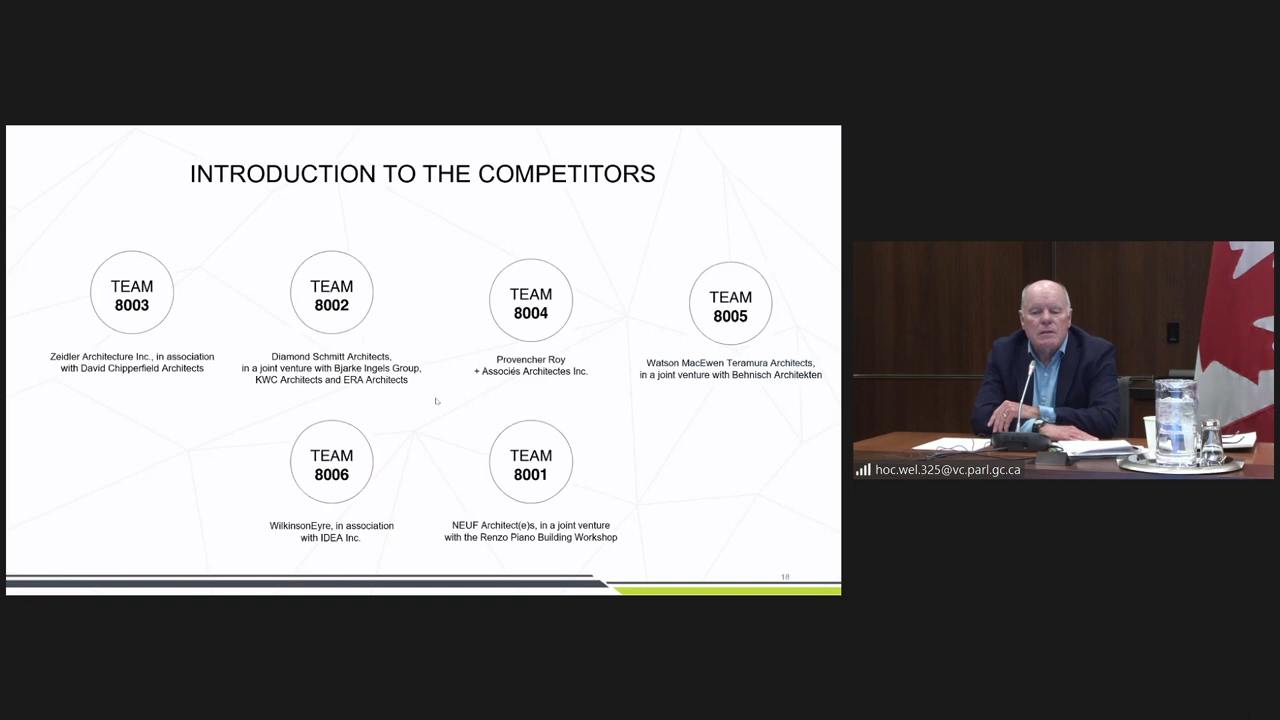 INTRODUCTION TO THE COMPETITORS
TEAM
8003
Zeidler Architecture Inc., in association
with David Chipperfield Architects
TEAM
8002
Diamond Schmitt Architects,
in a joint venture with Bjarke Ingels Group,
KWC Architects and ERA Architects
TEAM
8004
Provencher Roy
+ Associés Architectes Inc.
TEAM
8005
Watson MacEwen Teramura Architects,
in a joint venture with Behnisch Architekten
TEAM
8006
WilkinsonEyre, in association
with IDEA Inc.
TEAM
8001
NEUF Architect(e)s, in a joint venture
with the Renzo Piano Building Workshop
18
hoc.wel.325@vc.parl.gc.ca